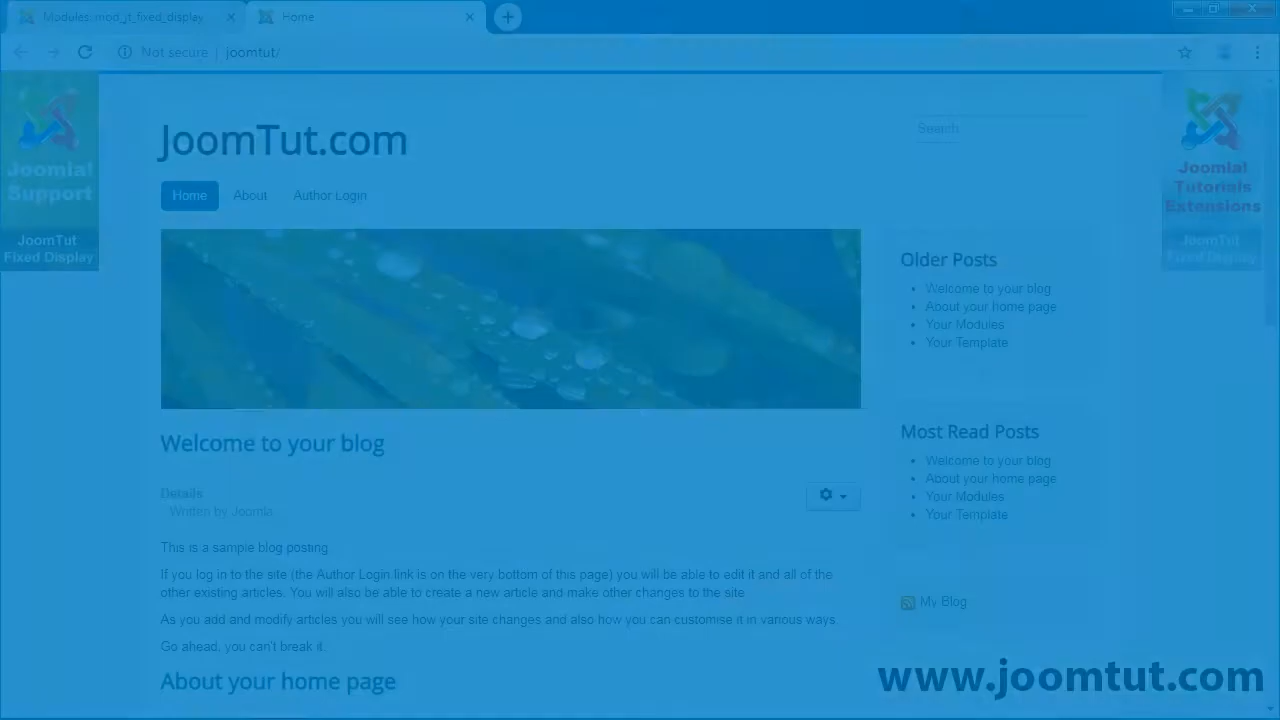 Modules: mod_jt_fixed_display
Home
Not secure | joomtut/
Joomla!
Support
JoomTut
Fixed Display
JoomTut.com
Search
Joomla!
Tutorials
Extensions
JoomTut
Fixed Display
Home
About
Author Login
Older Posts
Welcome to your blog
About your home page
Your Modules
Your Template
Most Read Posts
Welcome to your blog
About your home page
Your Modules
Your Template
My Blog
Welcome to your blog
Details
Written by Joomla
This is a sample blog posting.
If you log in to the site (the Author Login link is on the very bottom of this page) you will be able to edit it and all of the
other existing articles. You will also be able to create a new article and make other changes to the site.
As you add and modify articles you will see how your site changes and also how you can customise it in various ways.
Go ahead, you can't break it.
About your home page
www.joomtut.com